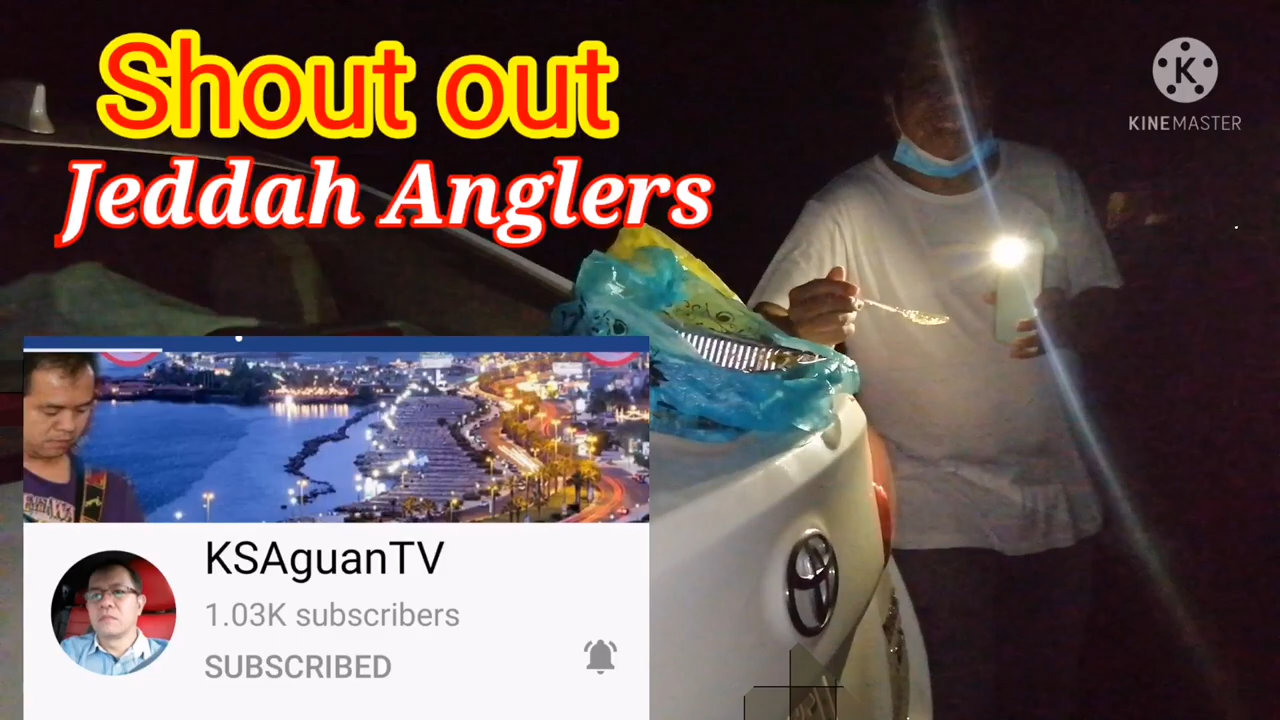 Shout out
Jeddah Anglers
K
KINEMASTER
KSAguanTV
1.03K subscribers
SUBSCRIBED